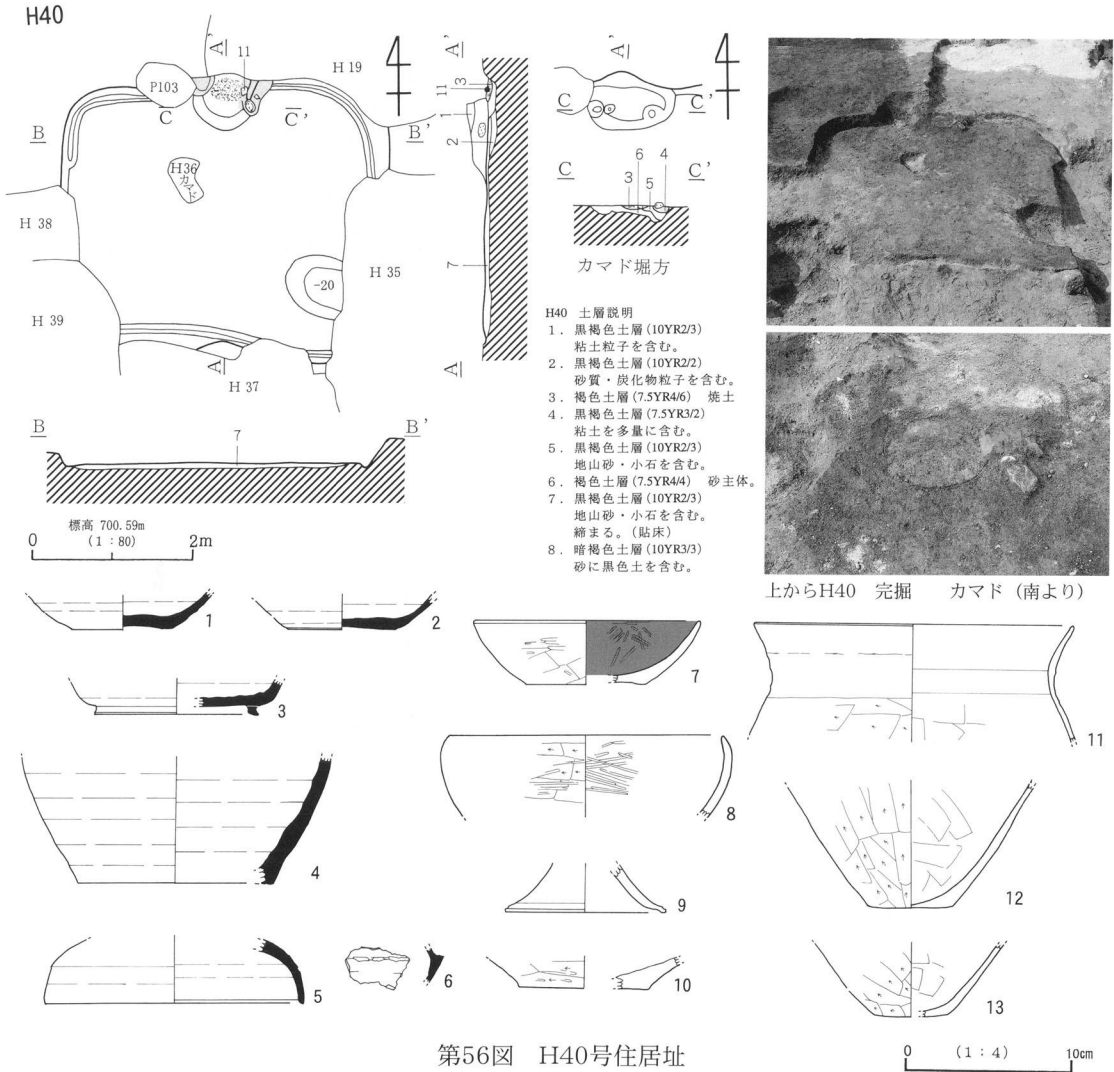 H40
A'
11
H 19
P103
C
C'
B
B'
H36
カマド
H 38
H 35
-20
H 39
A
H 37
B
7
B'
標高 700.59m
0 (1:80) 2m
A'
3
11
1
2
7
A
A'
C
C'
6
4
C
3
5
C'
カマド堀方
H40 土層説明
1. 黒褐色土層(10YR2/3)
粘土粒子を含む。
2. 黒褐色土層(10YR2/2)
砂質・炭化物粒子を含む。
3. 褐色土層(7.5YR4/6) 焼土
4. 黒褐色土層(7.5YR3/2)
粘土を多量に含む。
5. 黒褐色土層(10YR2/3)
地山砂・小石を含む。
6. 褐色土層(7.5YR4/4) 砂主体。
7. 黒褐色土層(10YR2/3)
地山砂・小石を含む。
締まる。(貼床)
8. 暗褐色土層(10YR3/3)
砂に黒色土を含む。
上からH40 完掘 カマド(南より)
1
2
3
4
5
6
7
8
9
10
11
12
13
第56図 H40号住居址
0 (1:4) 10cm